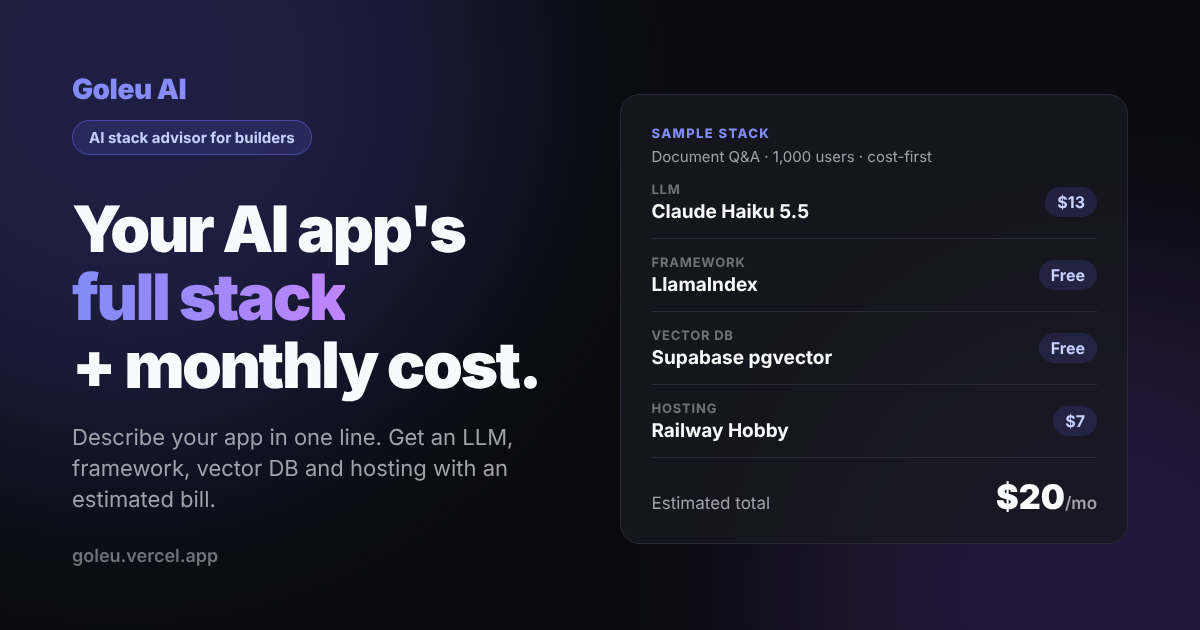 Goleu AI
AI stack advisor for builders
Your AI app's
full stack
+ monthly cost.
Describe your app in one line. Get an LLM,
framework, vector DB and hosting with an
estimated bill.
goleu.vercel.app
SAMPLE STACK
Document Q&A · 1,000 users · cost-first
LLM
Claude Haiku 5.5
$13
FRAMEWORK
LlamaIndex
Free
VECTOR DB
Supabase pgvector
Free
HOSTING
Railway Hobby
$7
Estimated total
$20/mo